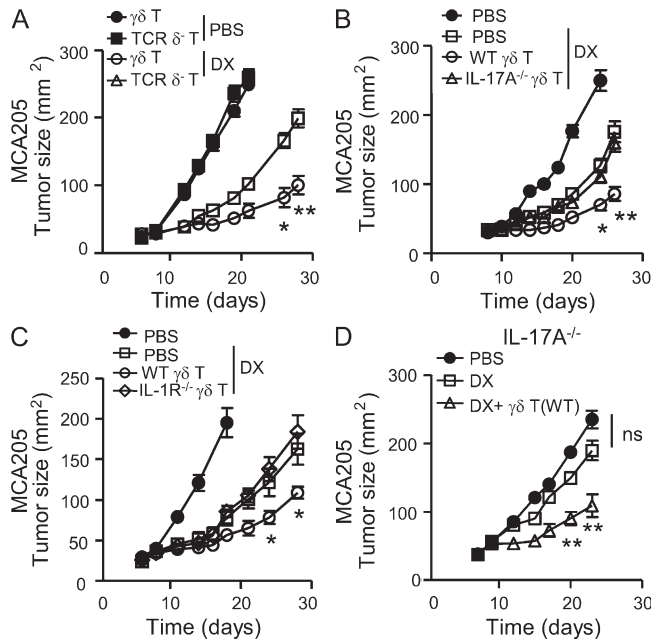 A
γδ T
TCR δ⁻ T
PBS
γδ T
TCR δ⁻ T
DX
MCA205
Tumor size (mm²)
300
200
100
0
0
10
20
30
Time (days)
*
**
B
PBS
PBS
WT γδ T
IL-17A⁻/⁻ γδ T
DX
MCA205
Tumor size (mm²)
300
200
100
0
0
10
20
30
Time (days)
*
**
C
PBS
PBS
WT γδ T
IL-1R⁻/⁻ γδ T
DX
MCA205
Tumor size (mm²)
250
200
150
100
50
0
0
10
20
30
Time (days)
*
*
D
IL-17A⁻/⁻
PBS
DX
DX+ γδ T(WT)
MCA205
Tumor size (mm²)
300
200
100
0
0
10
20
30
Time (days)
ns
**
**